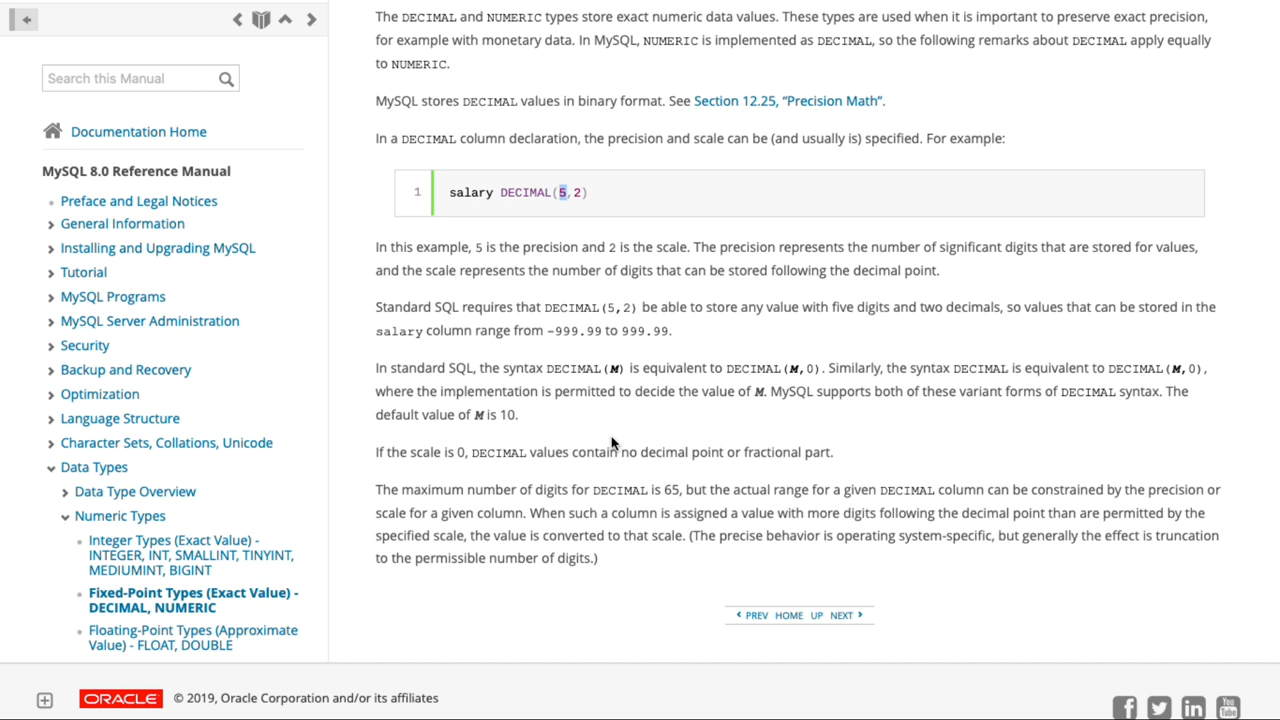 Search this Manual
Documentation Home
MySQL 8.0 Reference Manual
Preface and Legal Notices
General Information
Installing and Upgrading MySQL
Tutorial
MySQL Programs
MySQL Server Administration
Security
Backup and Recovery
Optimization
Language Structure
Character Sets, Collations, Unicode
Data Types
Data Type Overview
Numeric Types
Integer Types (Exact Value) -
INTEGER, INT, SMALLINT, TINYINT,
MEDIUMINT, BIGINT
Fixed-Point Types (Exact Value) -
DECIMAL, NUMERIC
Floating-Point Types (Approximate
Value) - FLOAT, DOUBLE
The DECIMAL and NUMERIC types store exact numeric data values. These types are used when it is important to preserve exact precision,
for example with monetary data. In MySQL, NUMERIC is implemented as DECIMAL, so the following remarks about DECIMAL apply equally
to NUMERIC.
MySQL stores DECIMAL values in binary format. See Section 12.25, “Precision Math”.
In a DECIMAL column declaration, the precision and scale can be (and usually is) specified. For example:
1 salary DECIMAL(5,2)
In this example, 5 is the precision and 2 is the scale. The precision represents the number of significant digits that are stored for values,
and the scale represents the number of digits that can be stored following the decimal point.
Standard SQL requires that DECIMAL(5,2) be able to store any value with five digits and two decimals, so values that can be stored in the
salary column range from -999.99 to 999.99.
In standard SQL, the syntax DECIMAL(M) is equivalent to DECIMAL(M,0). Similarly, the syntax DECIMAL is equivalent to DECIMAL(M,0),
where the implementation is permitted to decide the value of M. MySQL supports both of these variant forms of DECIMAL syntax. The
default value of M is 10.
If the scale is 0, DECIMAL values contain no decimal point or fractional part.
The maximum number of digits for DECIMAL is 65, but the actual range for a given DECIMAL column can be constrained by the precision or
scale for a given column. When such a column is assigned a value with more digits following the decimal point than are permitted by the
specified scale, the value is converted to that scale. (The precise behavior is operating system-specific, but generally the effect is truncation
to the permissible number of digits.)
PREV HOME UP NEXT
ORACLE © 2019, Oracle Corporation and/or its affiliates
f in You Tube